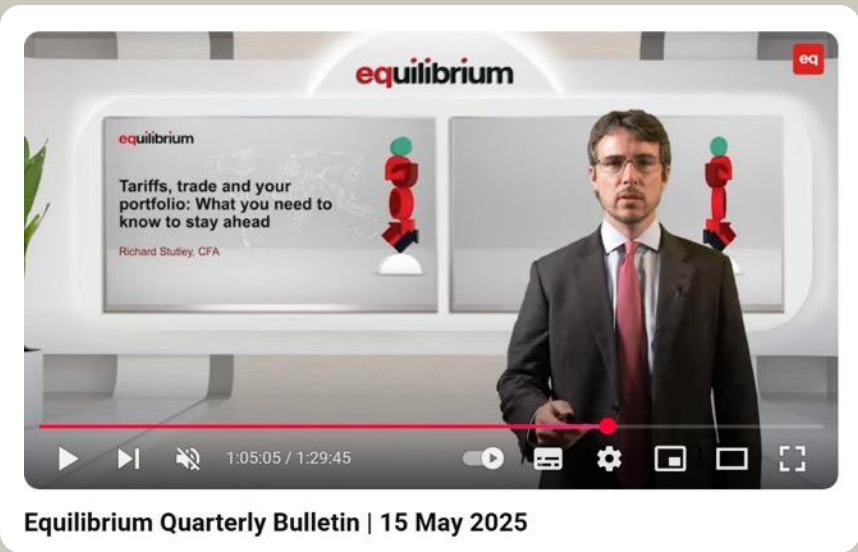 equilibrium
eq
equilibrium
Tariffs, trade and your
portfolio: What you need to
know to stay ahead
Richard Stutley, CFA
1:05:05 / 1:29:45
Equilibrium Quarterly Bulletin | 15 May 2025